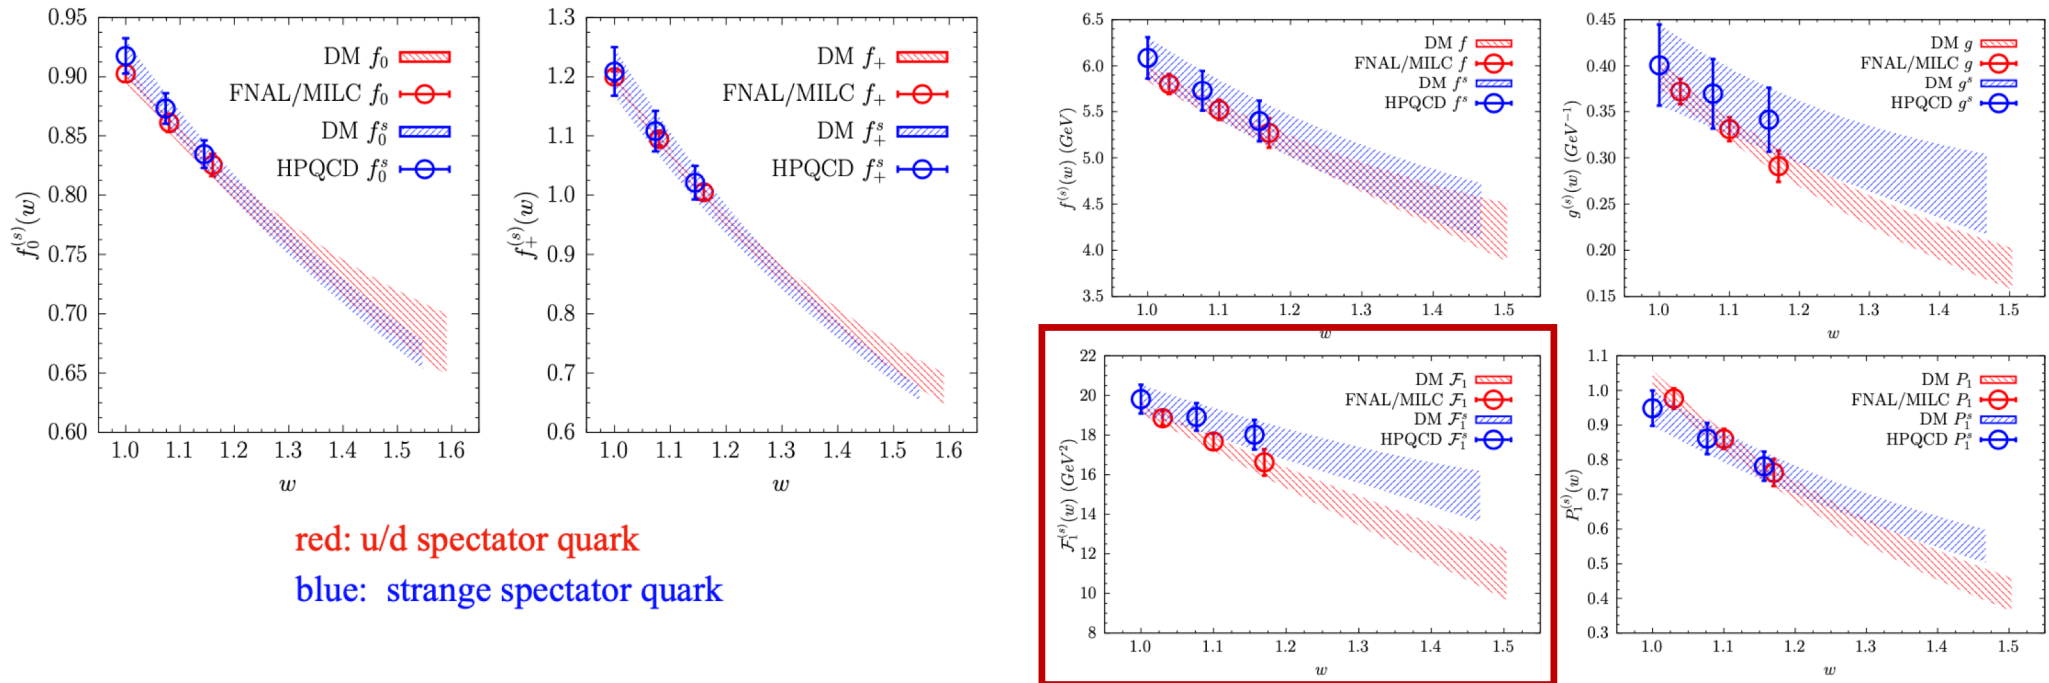 0.95
0.90
0.85
0.80
0.75
0.70
0.65
0.60
f₀⁽ˢ⁾(w)
DM f₀
FNAL/MILC f₀
DM f₀ˢ
HPQCD f₀ˢ
1.0 1.1 1.2 1.3 1.4 1.5 1.6
w
1.3
1.2
1.1
1.0
0.9
0.8
0.7
0.6
f₊⁽ˢ⁾(w)
DM f₊
FNAL/MILC f₊
DM f₊ˢ
HPQCD f₊ˢ
1.0 1.1 1.2 1.3 1.4 1.5 1.6
w
red: u/d spectator quark
blue: strange spectator quark
6.5
6.0
5.5
5.0
4.5
4.0
3.5
f⁽ˢ⁾(w) (GeV)
DM f
FNAL/MILC f
DM fˢ
HPQCD fˢ
1.0 1.1 1.2 1.3 1.4 1.5
w
0.45
0.40
0.35
0.30
0.25
0.20
0.15
g⁽ˢ⁾(w) (GeV⁻¹)
DM g
FNAL/MILC g
DM gˢ
HPQCD gˢ
1.0 1.1 1.2 1.3 1.4 1.5
w
22
20
18
16
14
12
10
8
ℱ₁⁽ˢ⁾(w) (GeV²)
DM ℱ₁
FNAL/MILC ℱ₁
DM ℱ₁ˢ
HPQCD ℱ₁ˢ
1.0 1.1 1.2 1.3 1.4 1.5
w
1.1
1.0
0.9
0.8
0.7
0.6
0.5
0.4
0.3
P₁⁽ˢ⁾(w)
DM P₁
FNAL/MILC P₁
DM P₁ˢ
HPQCD P₁ˢ
1.0 1.1 1.2 1.3 1.4 1.5
w